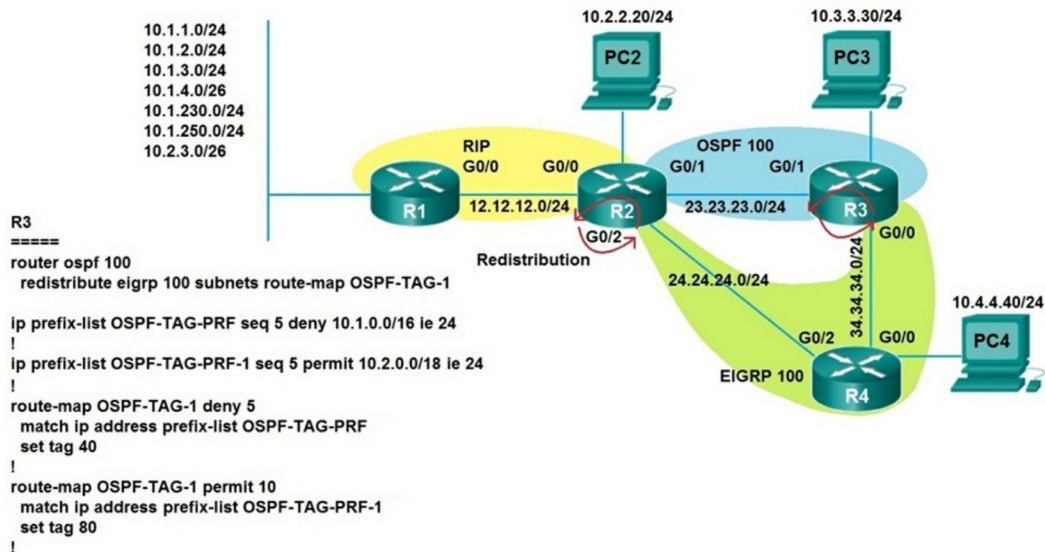 10.1.1.0/24
10.1.2.0/24
10.1.3.0/24
10.1.4.0/26
10.1.230.0/24
10.1.250.0/24
10.2.3.0/26
10.2.2.20/24
PC2
10.3.3.30/24
PC3
RIP
G0/0
G0/0
R1
12.12.12.0/24
R2
OSPF 100
G0/1
G0/1
23.23.23.0/24
R3
G0/2
G0/0
Redistribution
24.24.24.0/24
34.34.34.0/24
10.4.4.40/24
PC4
G0/2
G0/0
EIGRP 100
R4
R3
=====
router ospf 100
redistribute eigrp 100 subnets route-map OSPF-TAG-1
ip prefix-list OSPF-TAG-PRF seq 5 deny 10.1.0.0/16 ie 24
!
ip prefix-list OSPF-TAG-PRF-1 seq 5 permit 10.2.0.0/18 ie 24
!
route-map OSPF-TAG-1 deny 5
match ip address prefix-list OSPF-TAG-PRF
set tag 40
!
route-map OSPF-TAG-1 permit 10
match ip address prefix-list OSPF-TAG-PRF-1
set tag 80
!